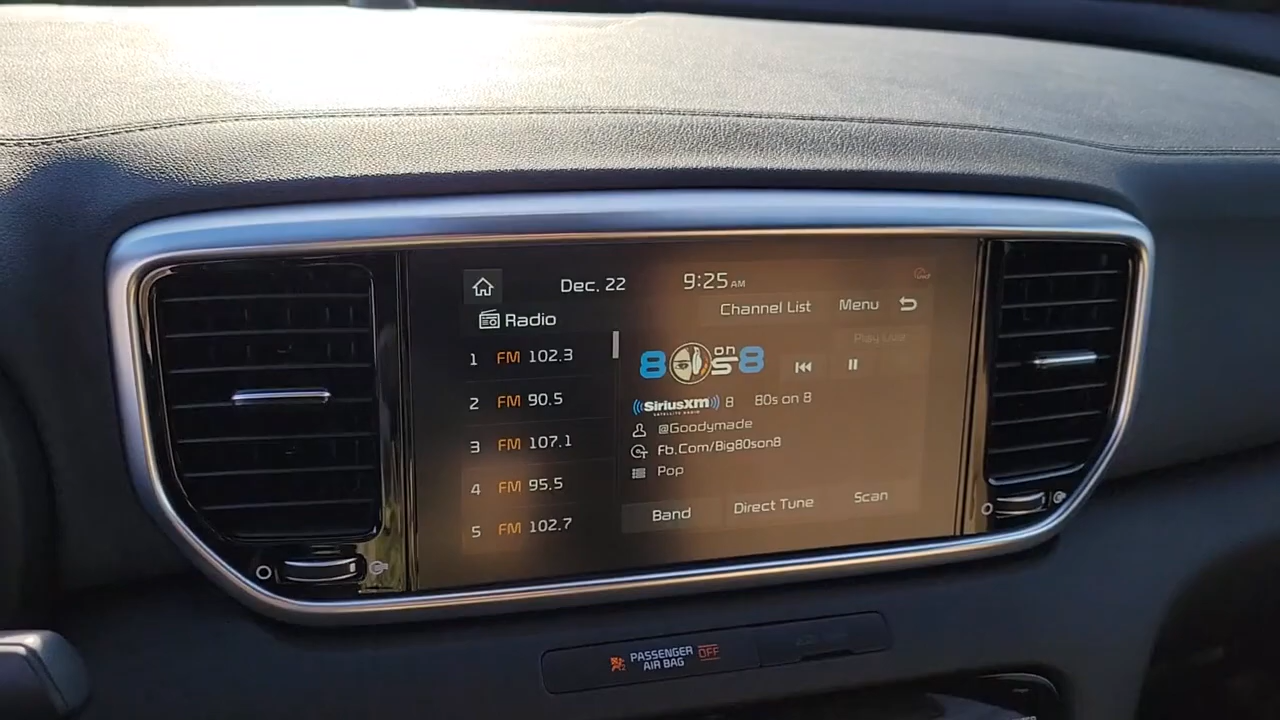 Dec. 22 9:25 AM
Radio
Channel List Menu
1 FM 102.3
2 FM 90.5
3 FM 107.1
4 FM 95.5
5 FM 102.7
Play Live
80s on 8
SiriusXM 8 80s on 8
SATELLITE RADIO
@Goodymade
Fb.Com/Big80son8
Pop
Band Direct Tune Scan
PASSENGER OFF
AIR BAG